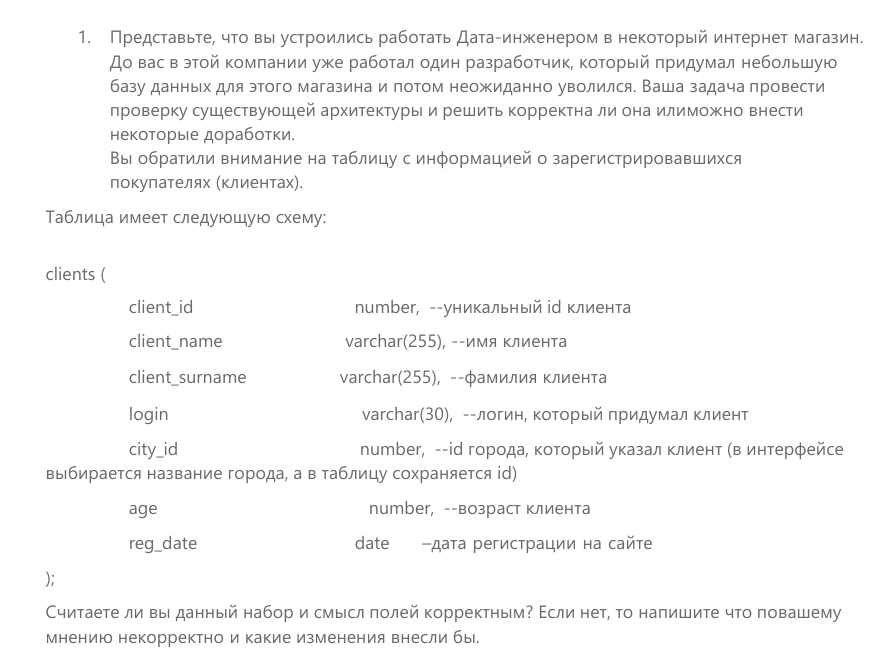 1. Представьте, что вы устроились работать Дата-инженером в некоторый интернет магазин.
До вас в этой компании уже работал один разработчик, который придумал небольшую
базу данных для этого магазина и потом неожиданно уволился. Ваша задача провести
проверку существующей архитектуры и решить корректна ли она илиможно внести
некоторые доработки.
Вы обратили внимание на таблицу с информацией о зарегистрировавшихся
покупателях (клиентах).
Таблица имеет следующую схему:
clients (
client_id number, --уникальный id клиента
client_name varchar(255), --имя клиента
client_surname varchar(255), --фамилия клиента
login varchar(30), --логин, который придумал клиент
city_id number, --id города, который указал клиент (в интерфейсе
выбирается название города, а в таблицу сохраняется id)
age number, --возраст клиента
reg_date date –дата регистрации на сайте
);
Считаете ли вы данный набор и смысл полей корректным? Если нет, то напишите что повашему
мнению некорректно и какие изменения внесли бы.